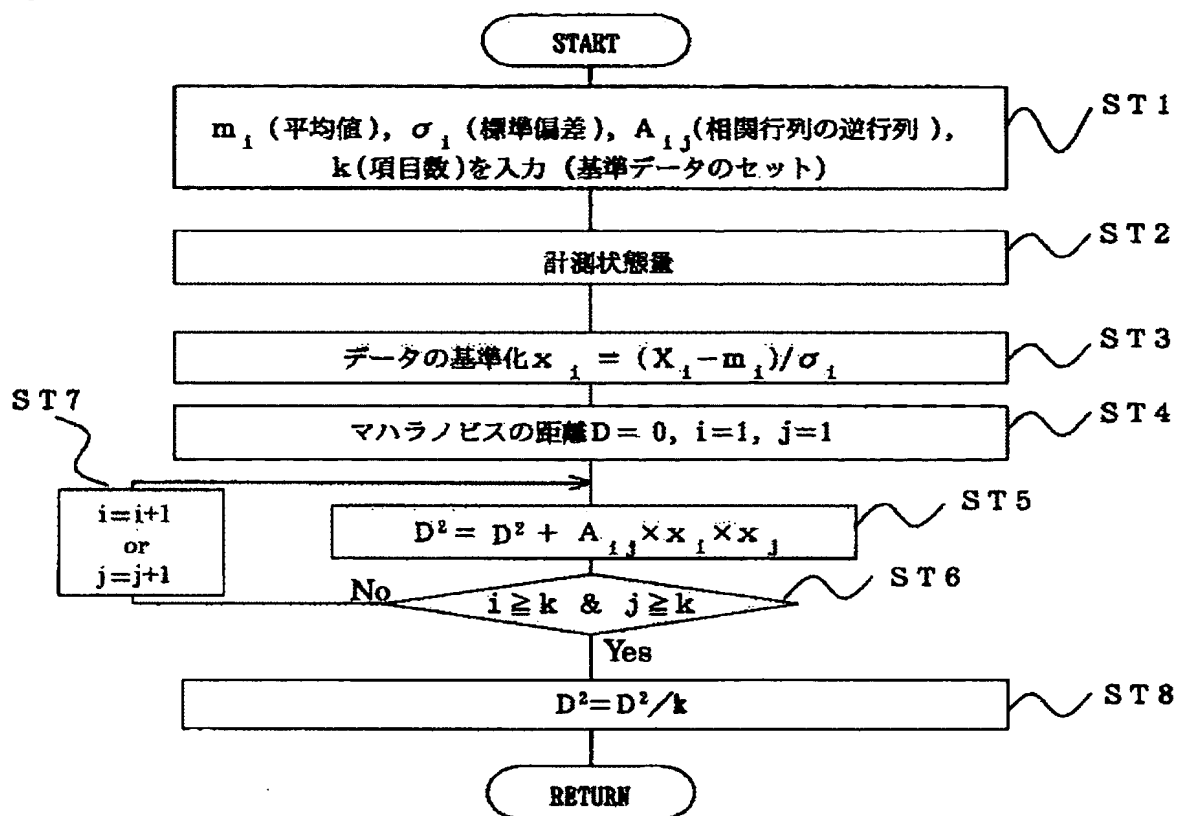 START
m_i (平均値), σ_i (標準偏差), A_ij (相関行列の逆行列),
k(項目数)を入力 (基準データのセット)
ST1
計測状態量
ST2
データの基準化 x_i = (X_i-m_i)/σ_i
ST3
マハラノビスの距離D=0, i=1, j=1
ST4
ST7
i=i+1
or
j=j+1
D²= D² + A_ij×x_i×x_j
ST5
i≧k & j≧k
ST6
No
Yes
D²=D²/k
ST8
RETURN